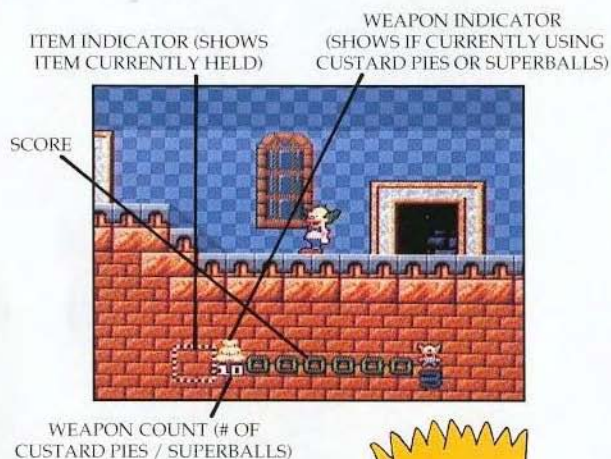 WEAPON INDICATOR
(SHOWS IF CURRENTLY USING
CUSTARD PIES OR SUPERBALLS)
ITEM INDICATOR (SHOWS
ITEM CURRENTLY HELD)
SCORE
10
WEAPON COUNT (# OF
CUSTARD PIES / SUPERBALLS)